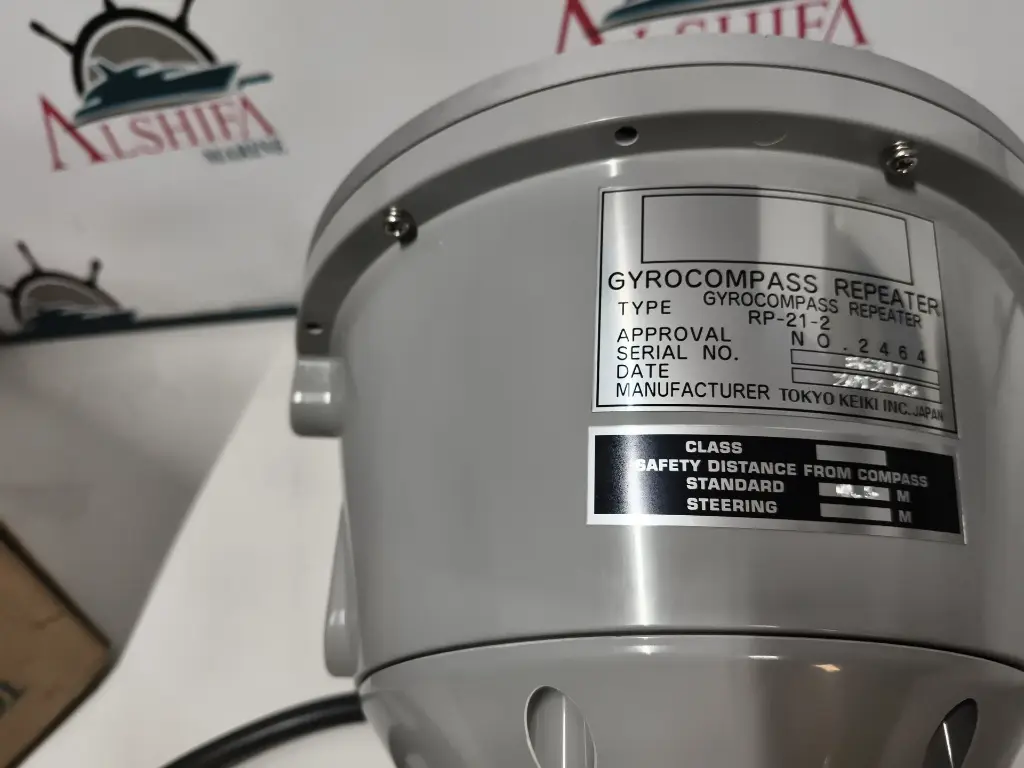 ALSHIFA
MARINE
ALSHIFA
GYROCOMPASS REPEATER
TYPE GYROCOMPASS REPEATER
RP-21-2
APPROVAL NO.2464
SERIAL NO.
DATE
MANUFACTURER TOKYO KEIKI INC. JAPAN
CLASS
SAFETY DISTANCE FROM COMPASS
STANDARD M
STEERING M